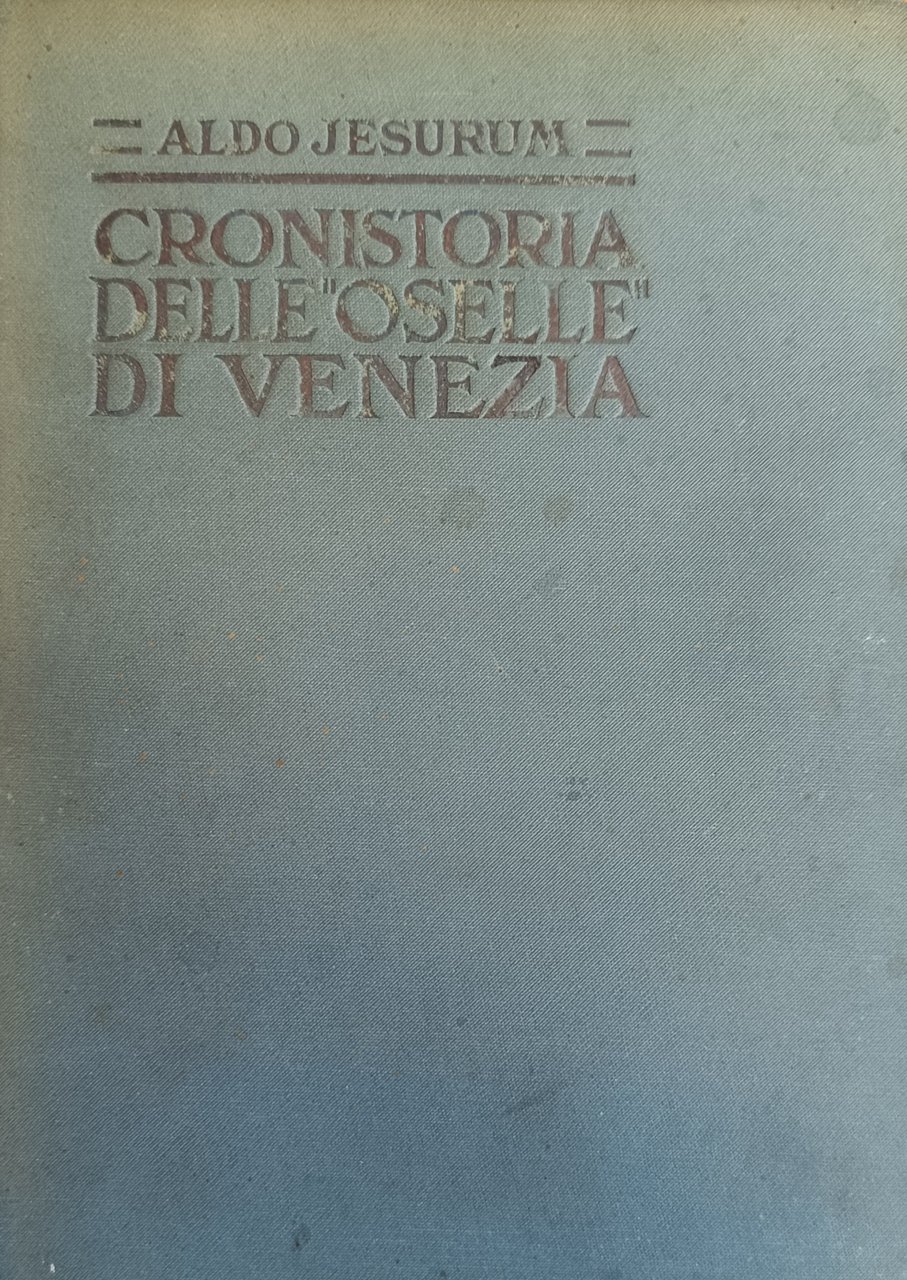 ALDO JESURUM
CRONISTORIA
DELLE "OSELLE"
DI VENEZIA